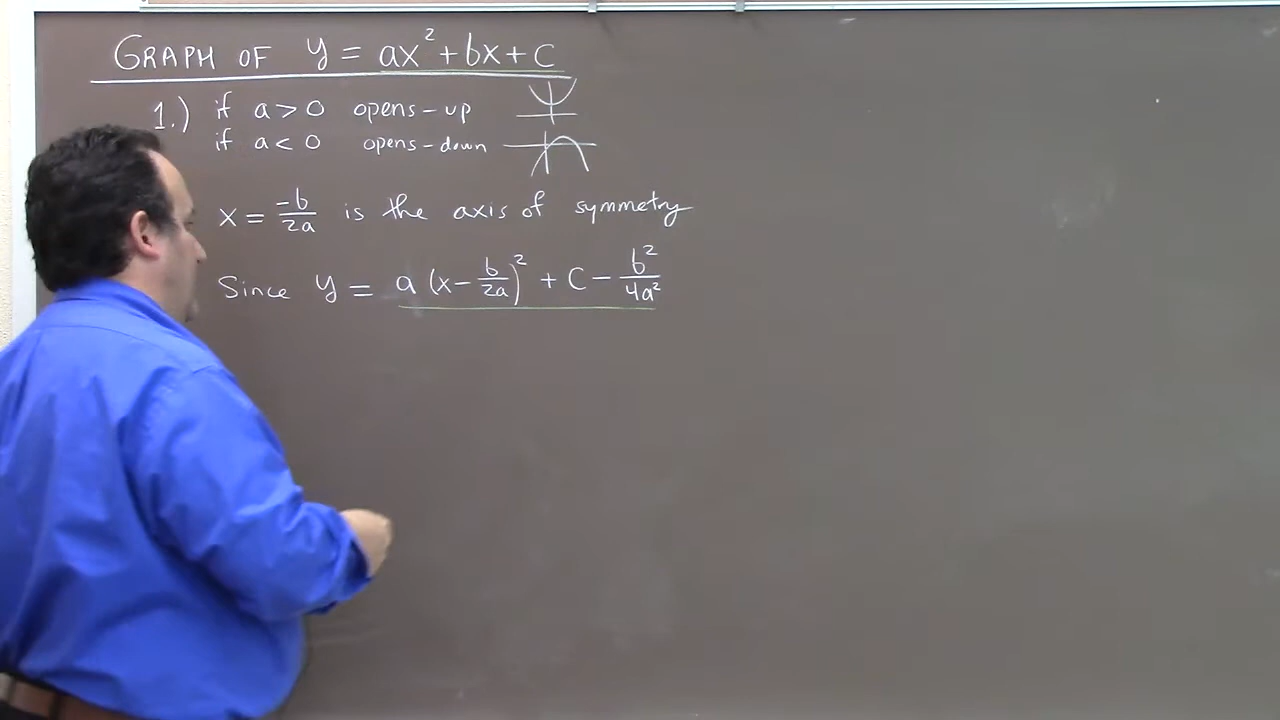 GRAPH OF y = ax² + bx + c
1.) if a > 0 opens-up
if a < 0 opens-down
x = -b/2a is the axis of symmetry
Since y = a (x - b/2a)² + c - b²/4a²